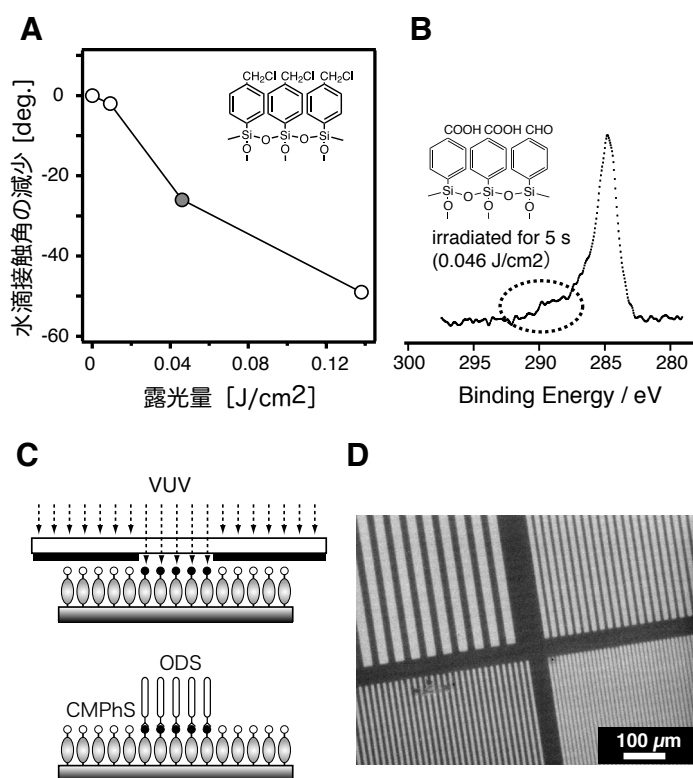 A
水滴接触角の減少 [deg.]
0
-20
-40
-60
0
0.04
0.08
0.12
露光量 [J/cm2]
CH2Cl CH2Cl CH2Cl
Si O Si O Si
O O O
B
COOH COOH CHO
Si O Si O Si
O O O
irradiated for 5 s
(0.046 J/cm2)
300 295 290 285 280
Binding Energy / eV
C
VUV
ODS
CMPhS
D
100 μm